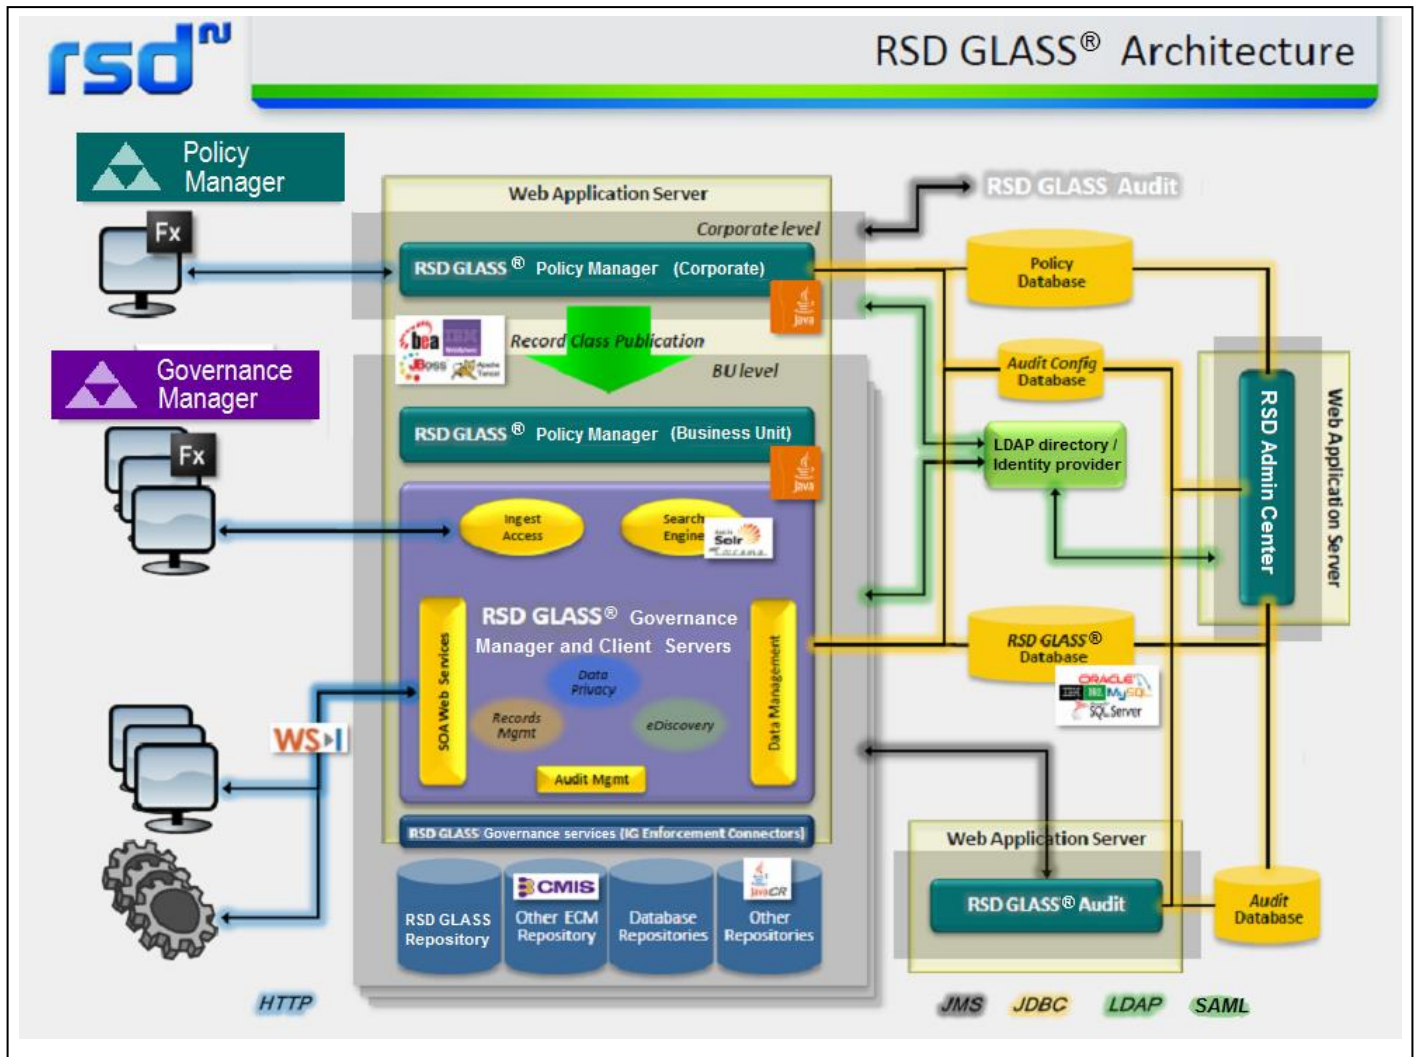 rsd
RSD GLASS® Architecture
Policy
Manager
Fx
Web Application Server
Corporate level
RSD GLASS® Policy Manager (Corporate)
Java
RSD GLASS Audit
Policy
Database
bea
IBM
JBoss
Apache
Record Class Publication
BU level
Governance
Manager
Fx
RSD GLASS® Policy Manager (Business Unit)
Java
Audit Config
Database
LDAP directory /
Identity provider
RSD Admin Center
Web Application Server
Ingest
Access
Search
Engine
Solr
RSD GLASS® Governance
Manager and Client Servers
SOA Web Services
Data Management
Data
Privacy
Records
Mgmt
eDiscovery
Audit Mgmt
RSD GLASS®
Database
ORACLE
IBM
MySQL
SQL Server
WS-I
RSD GLASS Governance services (IG Enforcement Connectors)
RSD GLASS
Repository
CMIS
Other ECM
Repository
Database
Repositories
JavaCR
Other
Repositories
Web Application Server
RSD GLASS® Audit
Audit
Database
HTTP
JMS JDBC LDAP SAML